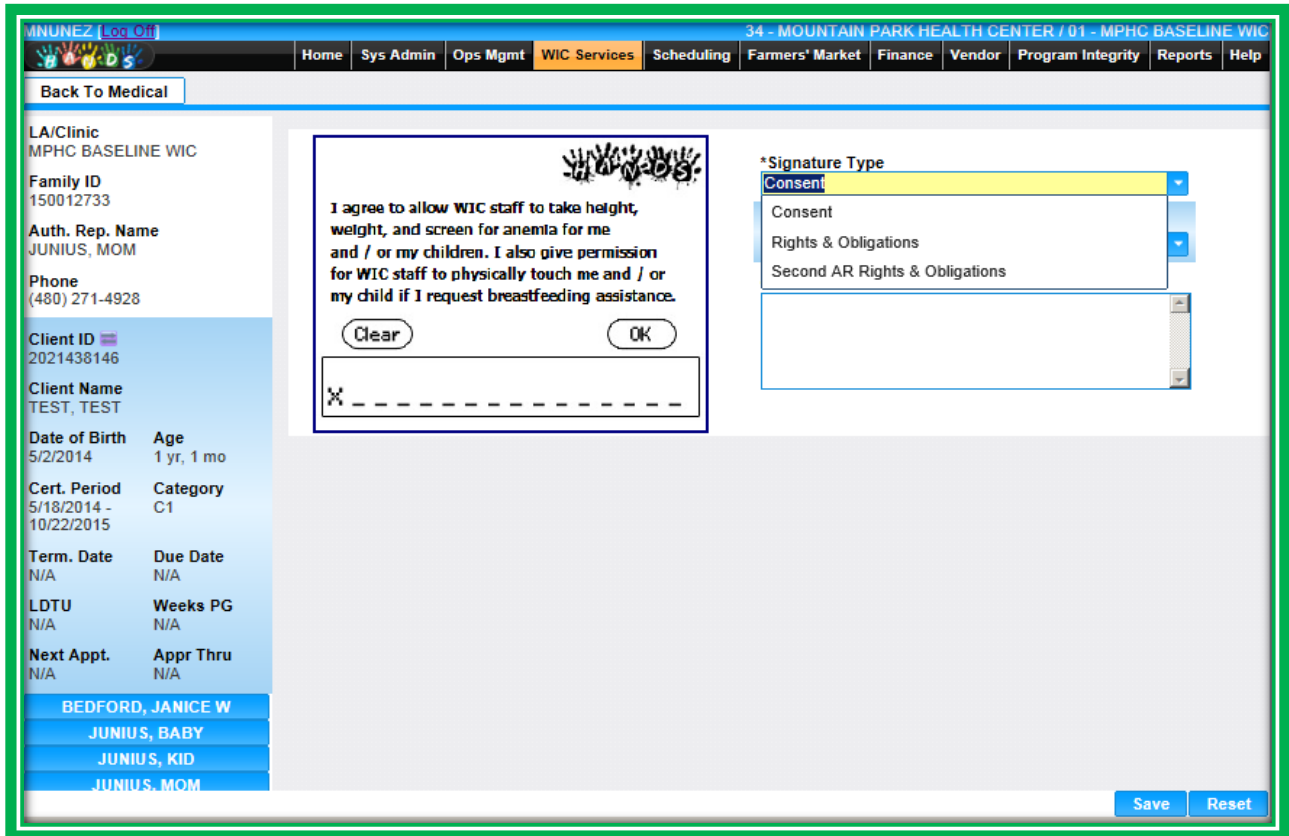 MNUNEZ [Log Off] 34 - MOUNTAIN PARK HEALTH CENTER / 01 - MPHC BASELINE WIC
HANDS
Home Sys Admin Ops Mgmt WIC Services Scheduling Farmers' Market Finance Vendor Program Integrity Reports Help
Back To Medical
LA/Clinic
MPHC BASELINE WIC
Family ID
150012733
Auth. Rep. Name
JUNIUS, MOM
Phone
(480) 271-4928
Client ID
2021438146
Client Name
TEST, TEST
Date of Birth Age
5/2/2014 1 yr, 1 mo
Cert. Period Category
5/18/2014 - C1
10/22/2015
Term. Date Due Date
N/A N/A
LDTU Weeks PG
N/A N/A
Next Appt. Appr Thru
N/A N/A
BEDFORD, JANICE W
JUNIUS, BABY
JUNIUS, KID
JUNIUS, MOM
HANDS
I agree to allow WIC staff to take height,
weight, and screen for anemia for me
and / or my children. I also give permission
for WIC staff to physically touch me and / or
my child if I request breastfeeding assistance.
Clear OK
X _ _ _ _ _ _ _ _ _ _ _ _ _ _ _
*Signature Type
Consent
Consent
Rights & Obligations
Second AR Rights & Obligations
Save Reset